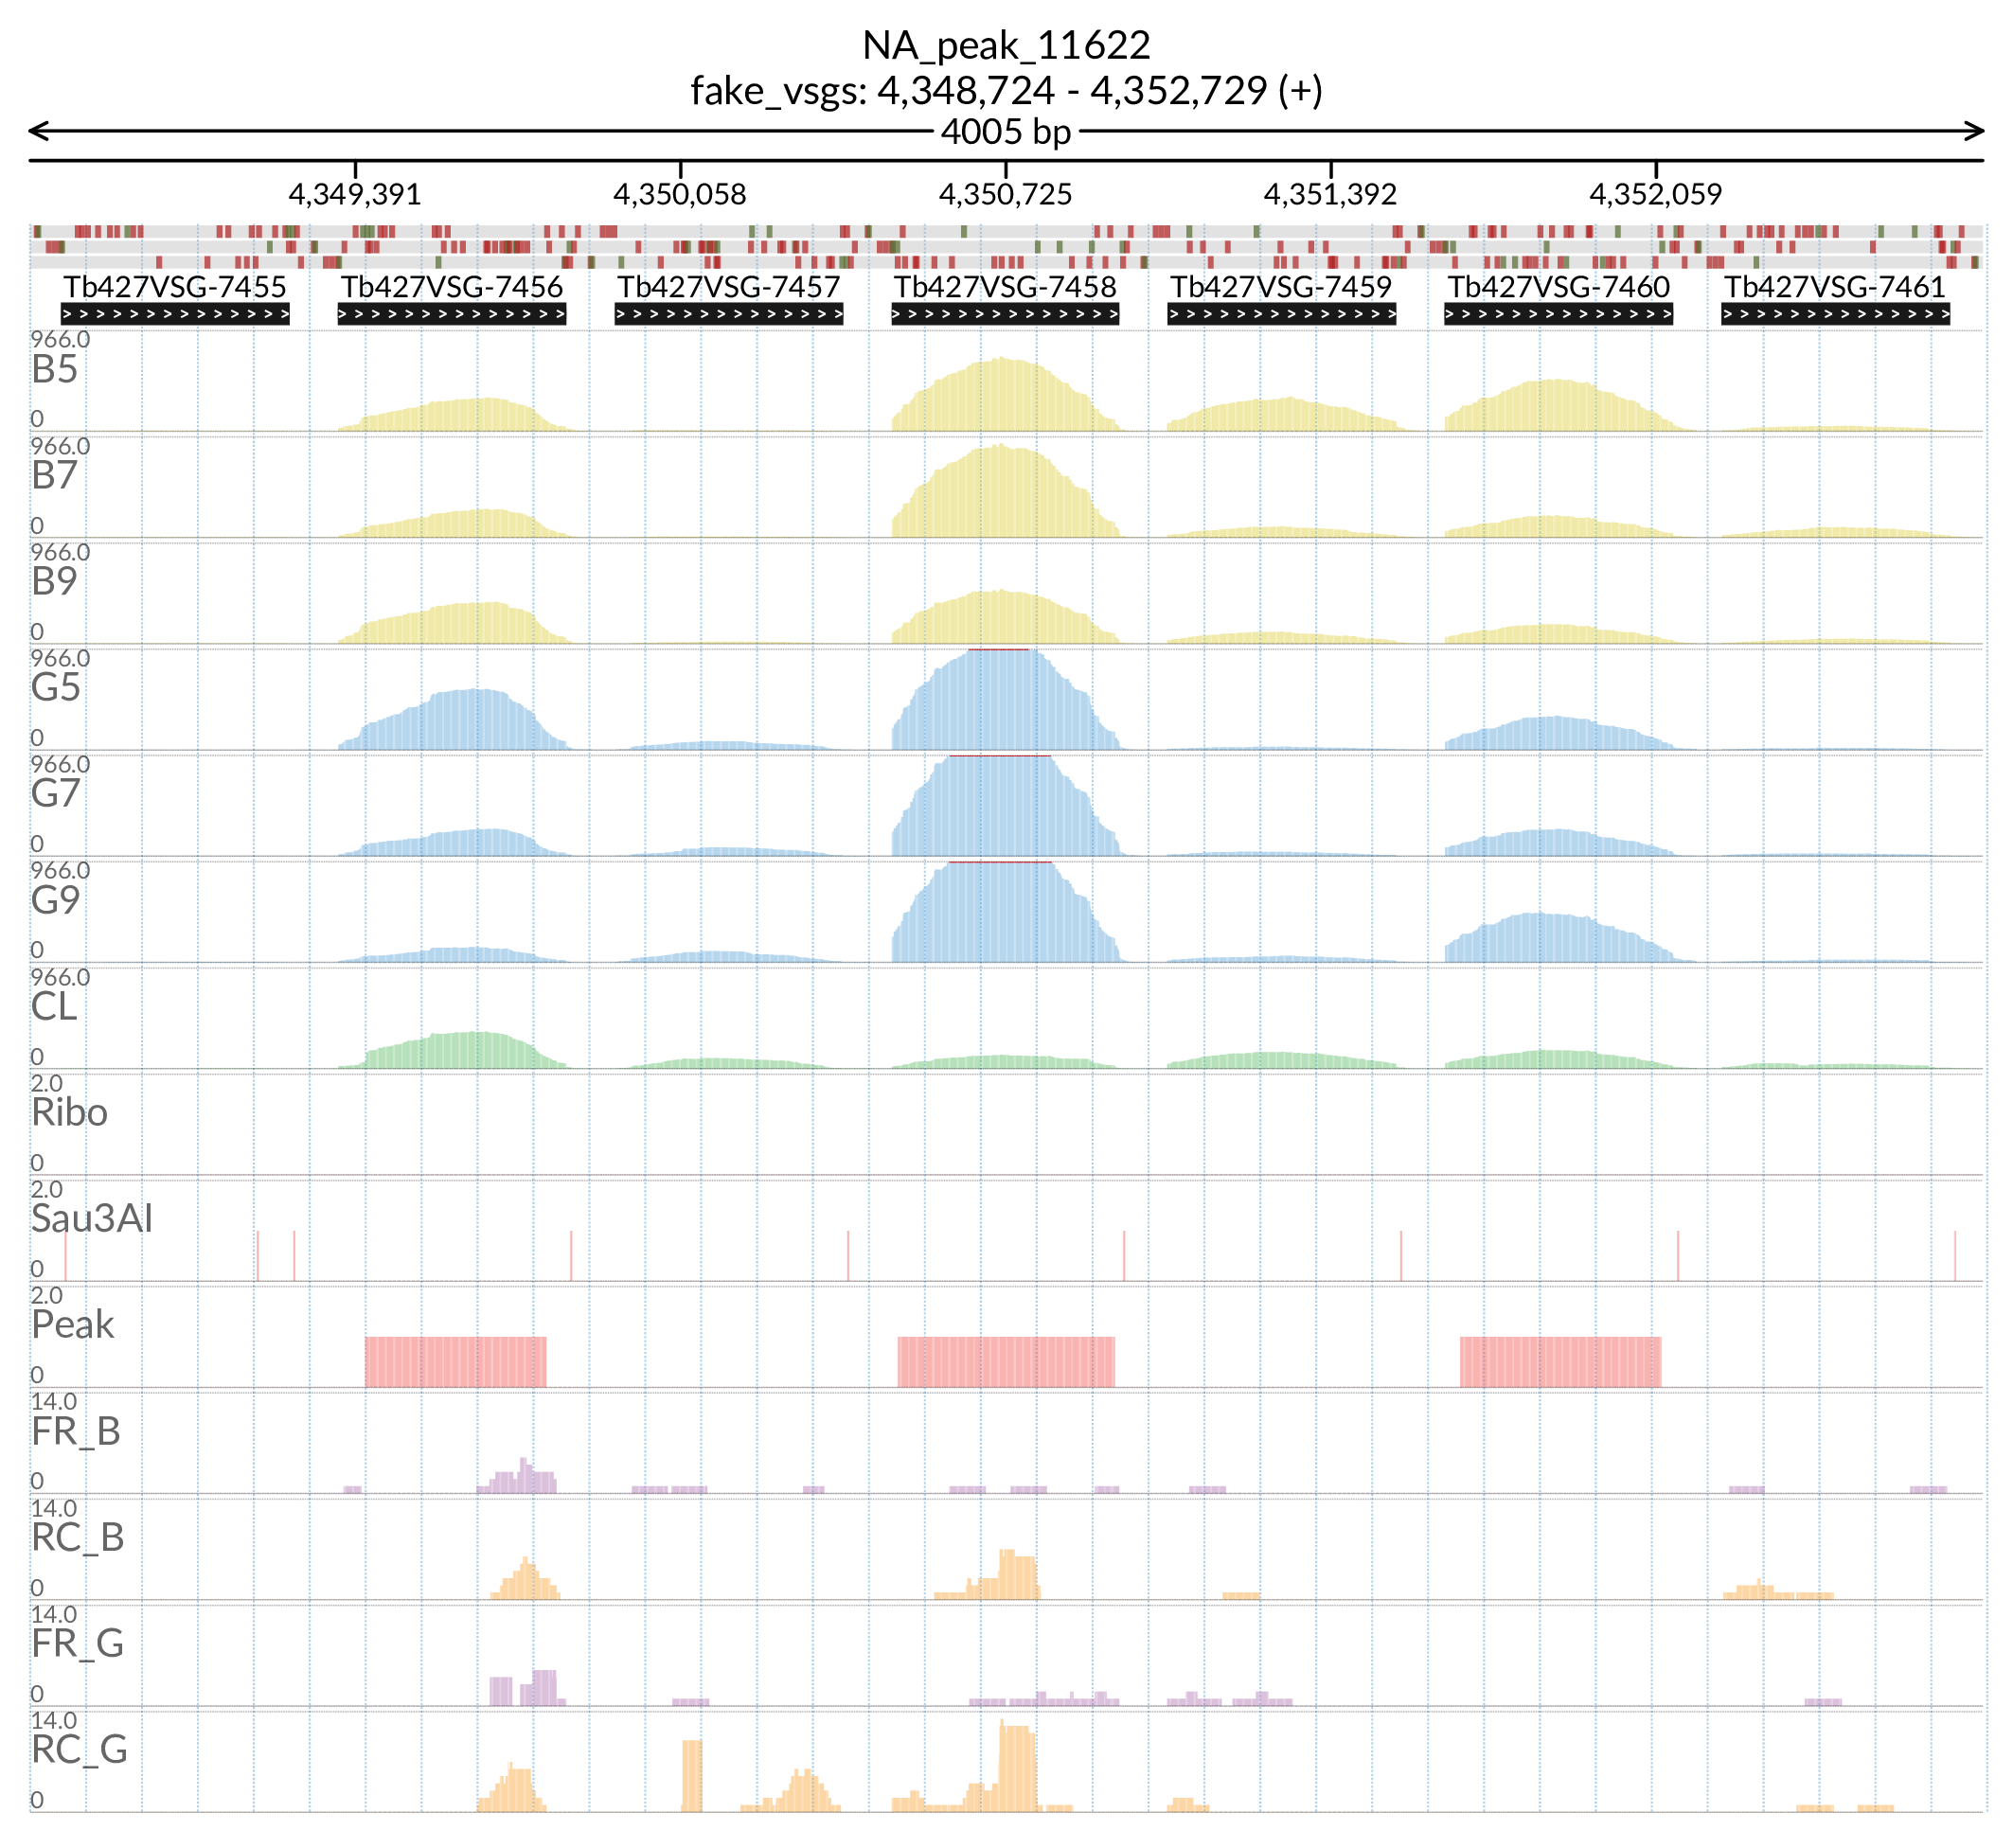 NA_peak_11622
fake_vsgs: 4,348,724 - 4,352,729 (+)
4005 bp
4,349,391 4,350,058 4,350,725 4,351,392 4,352,059
Tb427VSG-7455 Tb427VSG-7456 Tb427VSG-7457 Tb427VSG-7458 Tb427VSG-7459 Tb427VSG-7460 Tb427VSG-7461
966.0
B5
0
966.0
B7
0
966.0
B9
0
966.0
G5
0
966.0
G7
0
966.0
G9
0
966.0
CL
0
2.0
Ribo
0
2.0
Sau3AI
0
2.0
Peak
0
14.0
FR_B
0
14.0
RC_B
0
14.0
FR_G
0
14.0
RC_G
0